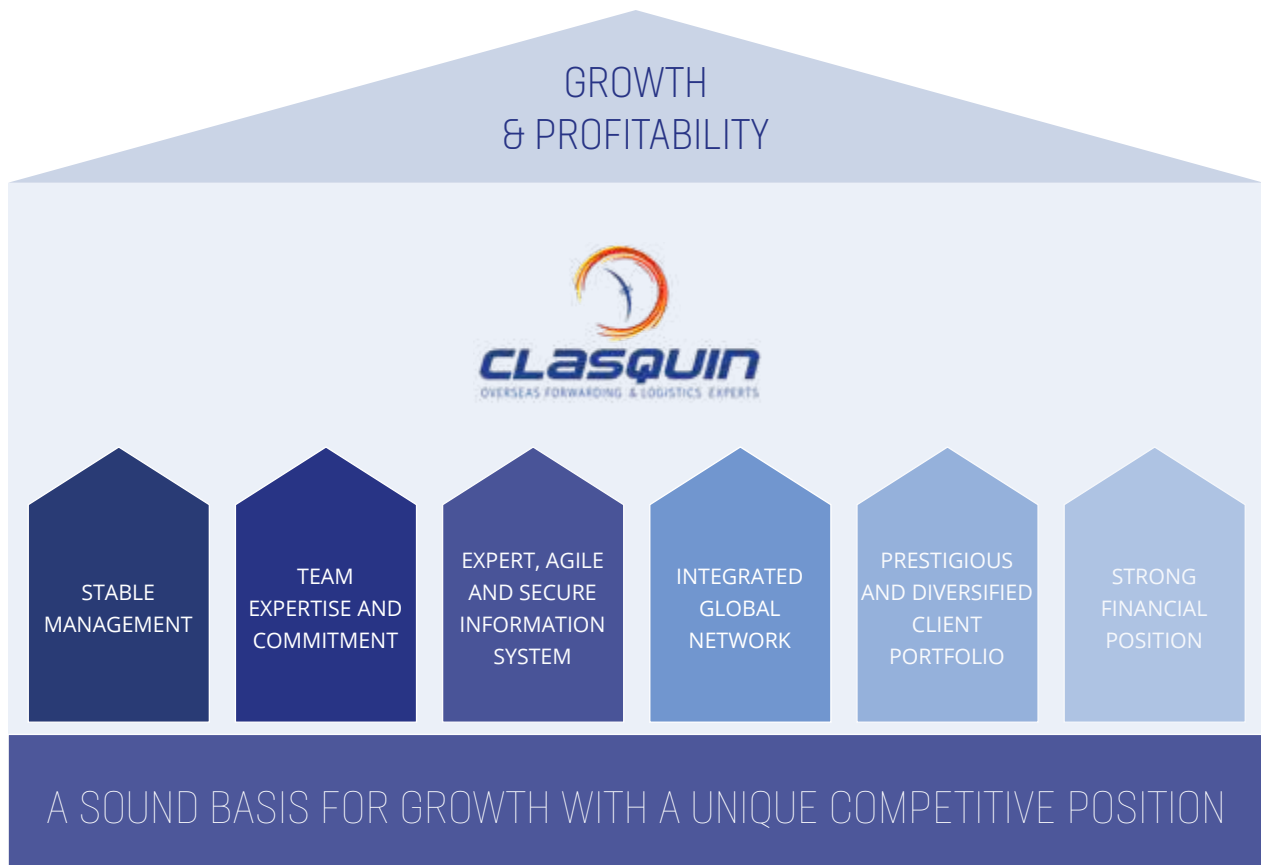 GROWTH
& PROFITABILITY
CLASQUIN
OVERSEAS FORWARDING & LOGISTICS EXPERTS
STABLE
MANAGEMENT
TEAM
EXPERTISE AND
COMMITMENT
EXPERT, AGILE
AND SECURE
INFORMATION
SYSTEM
INTEGRATED
GLOBAL
NETWORK
PRESTIGIOUS
AND DIVERSIFIED
CLIENT
PORTFOLIO
STRONG
FINANCIAL
POSITION
A SOUND BASIS FOR GROWTH WITH A UNIQUE COMPETITIVE POSITION